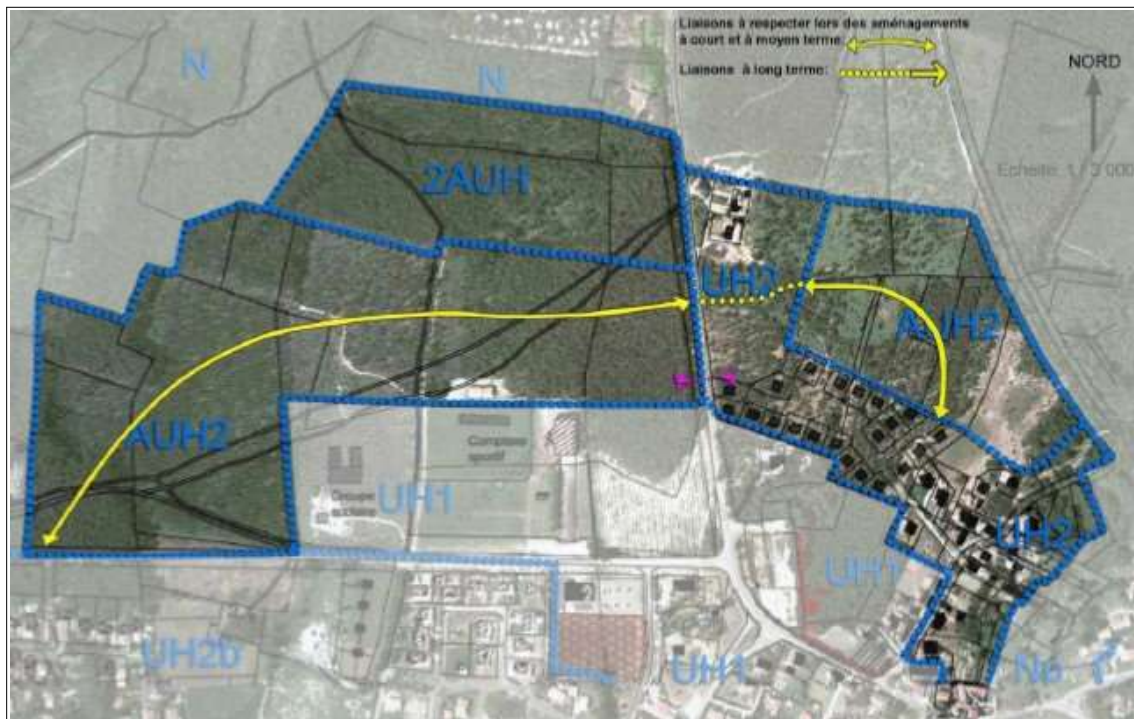 Liaisons à respecter lors des aménagements
à court et à moyen terme:
Liaisons à long terme:
NORD
Echelle 1 / 3 000
N
N
2AUH
UH2
AUH2
AUH2
Complexe
sportif
UH1
Groupe
scolaire
UH2
UH1
UH2b
UH1